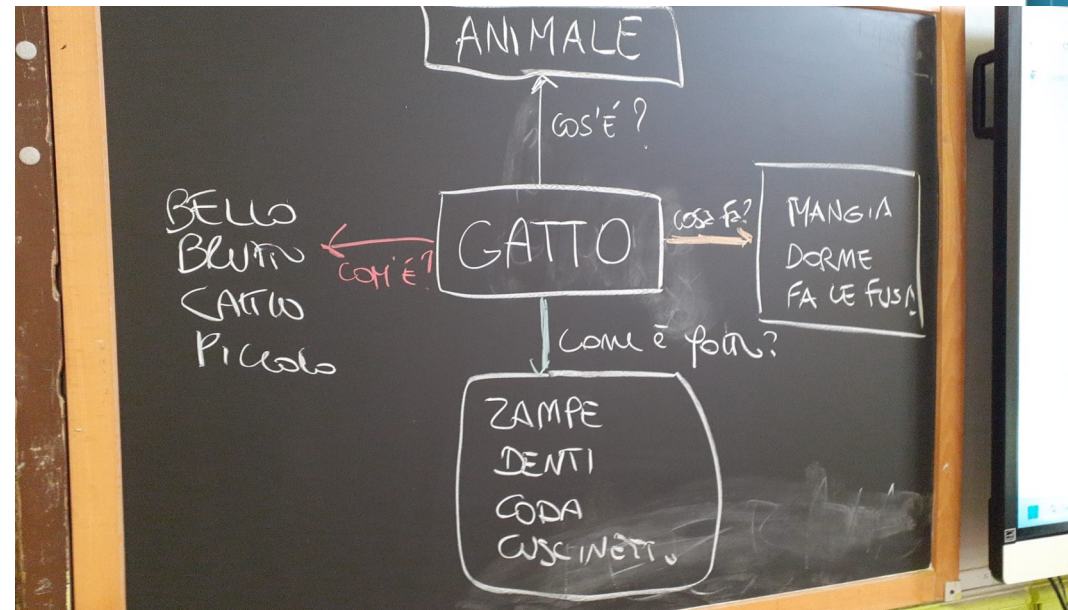 ANIMALE
COS'É ?
GATTO
COM'É?
BELLO
BRUTTO
CATTIVO
PICCOLO
COSA FA?
MANGIA
DORME
FA LE FUSA
COME È fatto?
ZAMPE
DENTI
CODA
CUSCINETTI